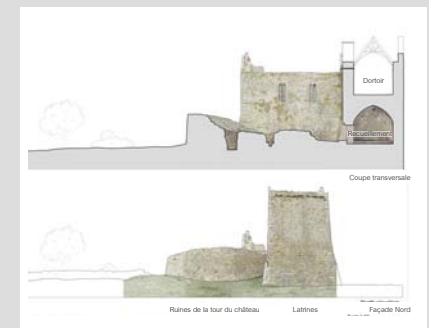 Dortoir
Recueillement
Coupe transversale
Ruines de la tour du château
Latrines
Façade Nord